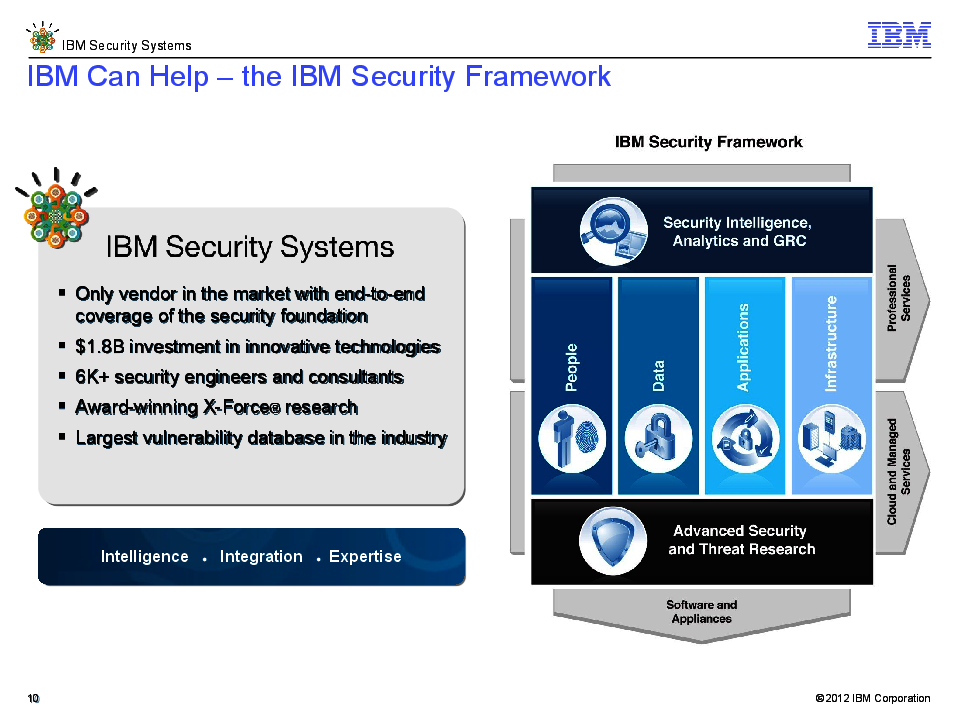 IBM Security Systems
IBM
IBM Can Help – the IBM Security Framework
IBM Security Systems
▪ Only vendor in the market with end-to-end
coverage of the security foundation
▪ $1.8B investment in innovative technologies
▪ 6K+ security engineers and consultants
▪ Award-winning X-Force® research
▪ Largest vulnerability database in the industry
Intelligence . Integration . Expertise
IBM Security Framework
Security Intelligence,
Analytics and GRC
People
Data
Applications
Infrastructure
Advanced Security
and Threat Research
Professional
Services
Cloud and Managed
Services
Software and
Appliances
10
©2012 IBM Corporation